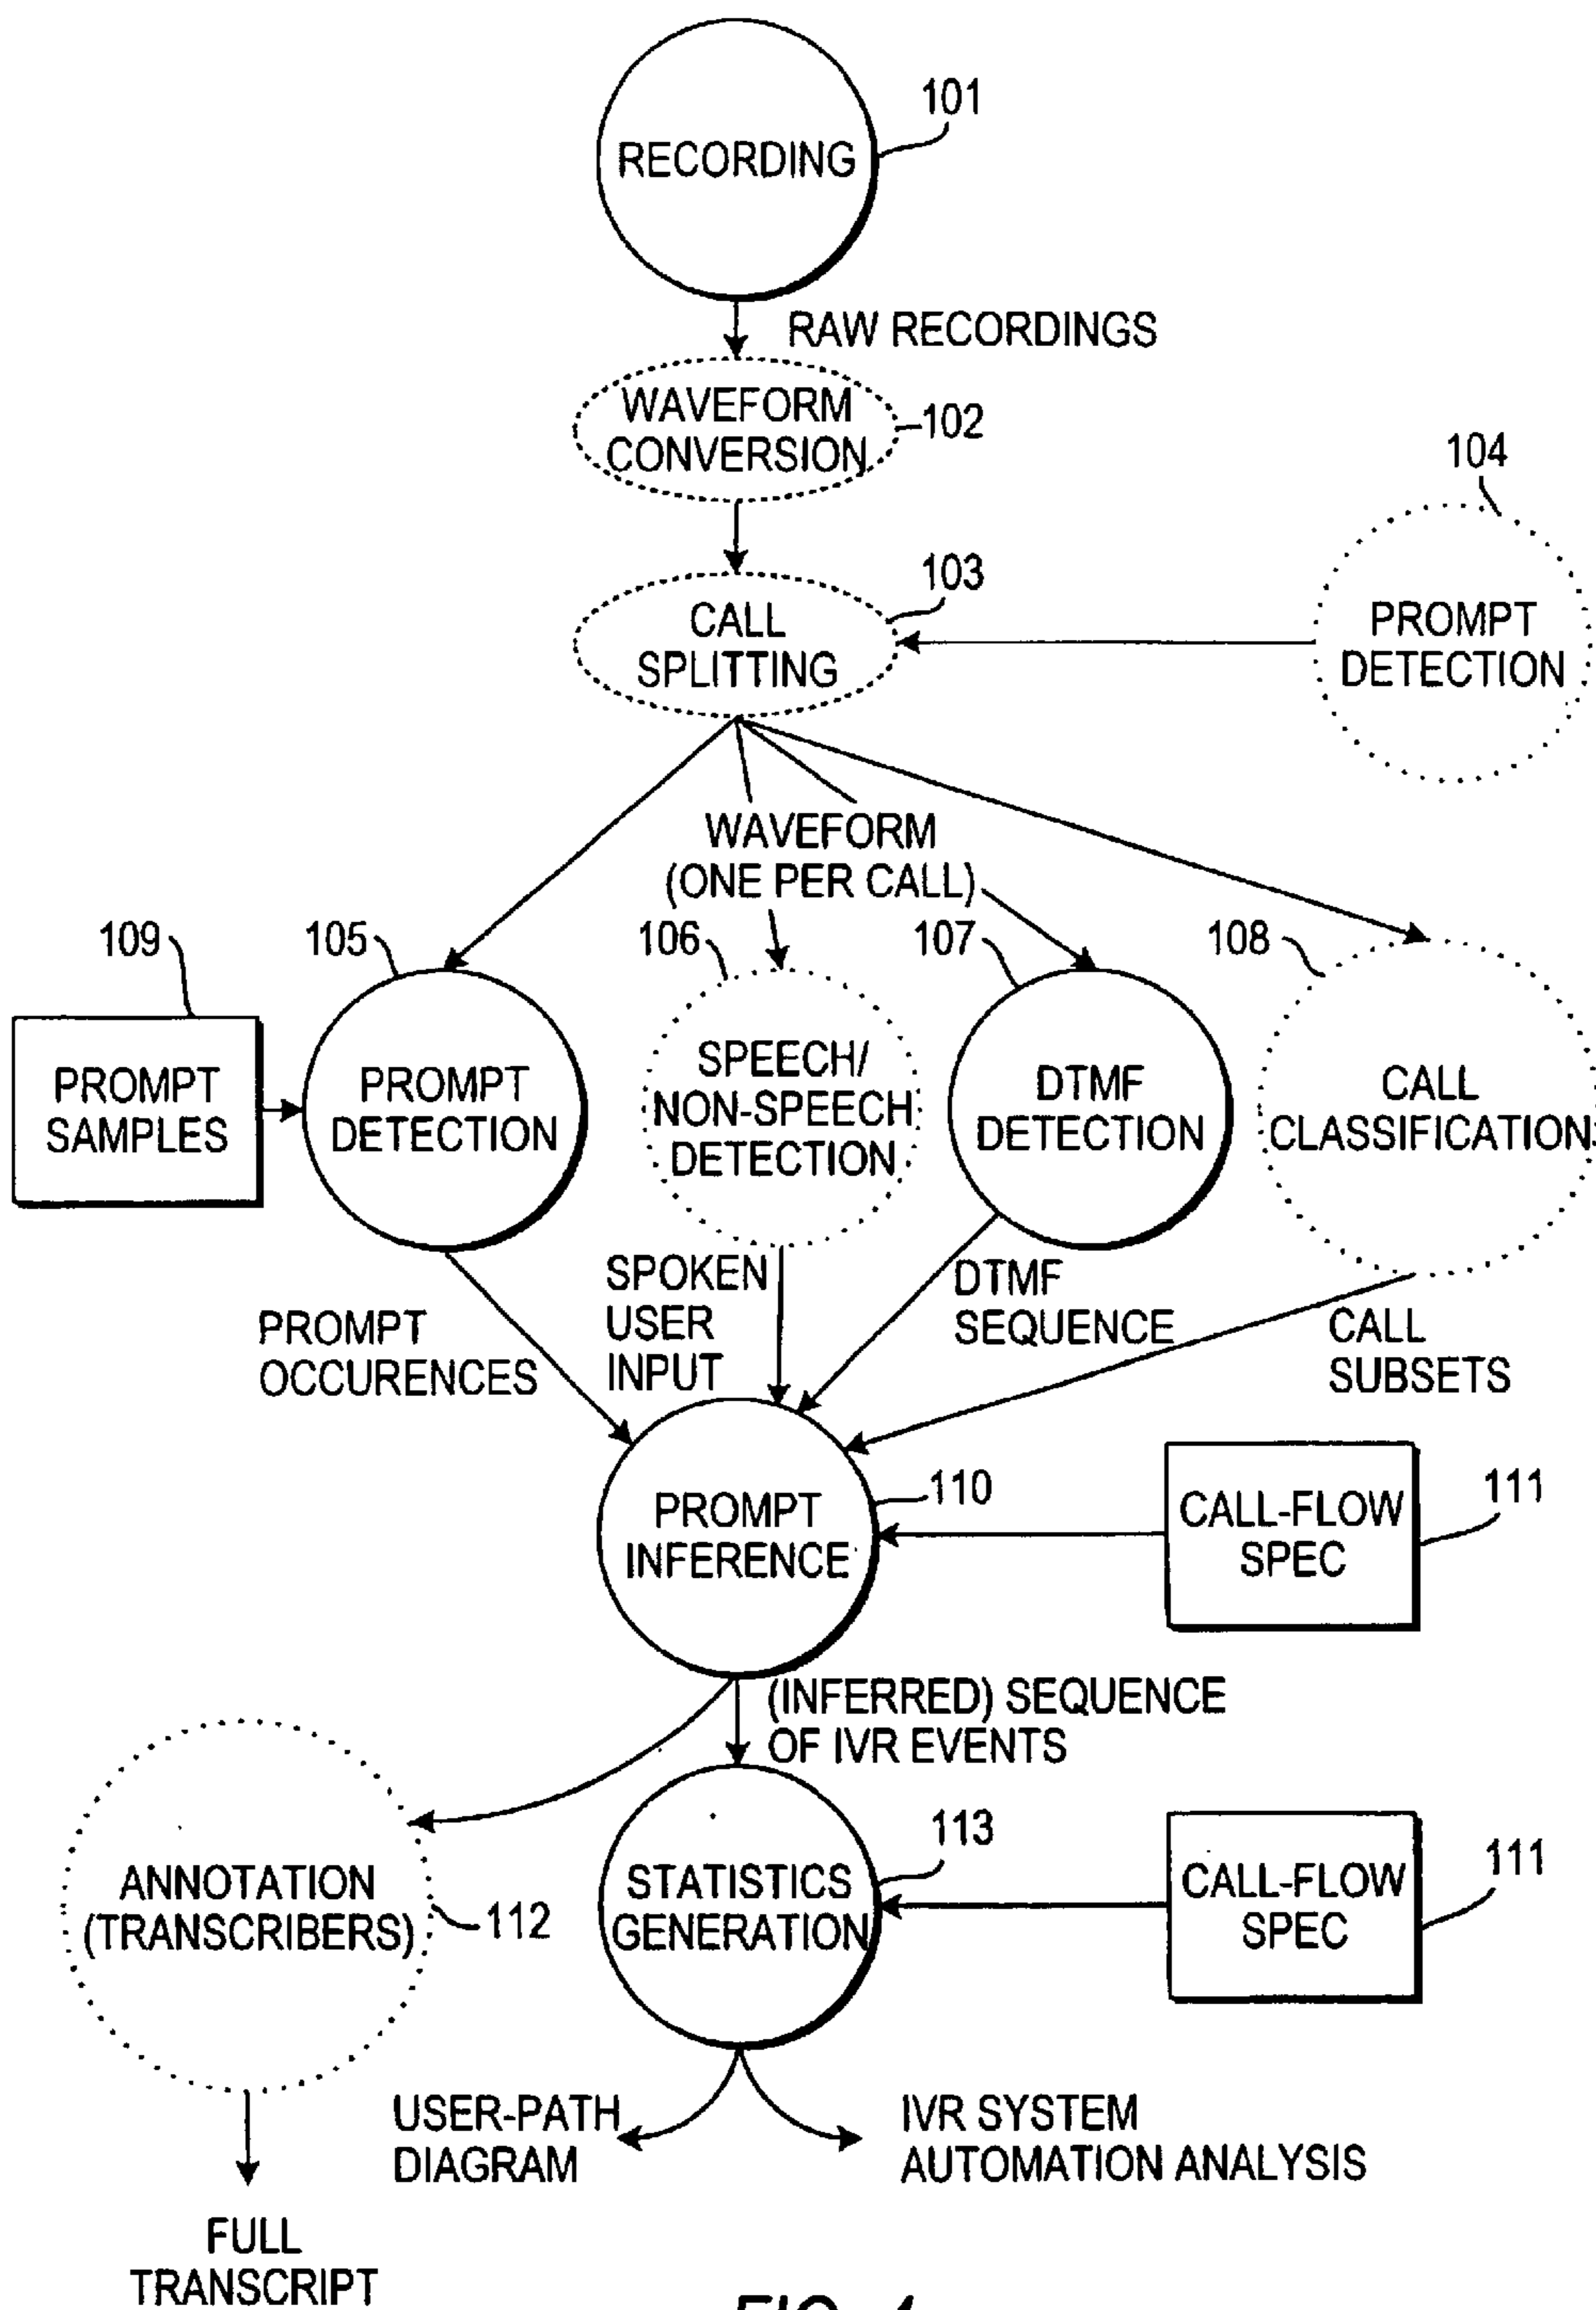 101
RECORDING
RAW RECORDINGS
WAVEFORM
CONVERSION
102
104
103
CALL
SPLITTING
PROMPT
DETECTION
WAVEFORM
(ONE PER CALL)
109
105
106
107
108
PROMPT
SAMPLES
PROMPT
DETECTION
SPEECH/
NON-SPEECH
DETECTION
DTMF
DETECTION
CALL
CLASSIFICATION
PROMPT
OCCURENCES
SPOKEN
USER
INPUT
DTMF
SEQUENCE
CALL
SUBSETS
PROMPT
INFERENCE
110
CALL-FLOW
SPEC
111
(INFERRED) SEQUENCE
OF IVR EVENTS
ANNOTATION
(TRANSCRIBERS)
112
STATISTICS
GENERATION
113
CALL-FLOW
SPEC
111
USER-PATH
DIAGRAM
IVR SYSTEM
AUTOMATION ANALYSIS
FULL
TRANSCRIPT